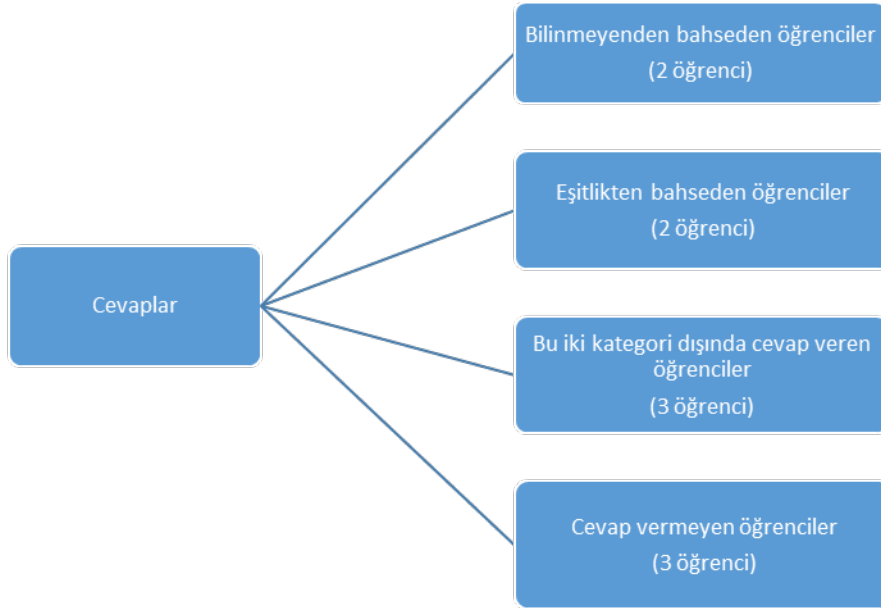 Bilinmeyenden bahseden öğrenciler
(2 öğrenci)
Eşitlikten bahseden öğrenciler
(2 öğrenci)
Cevaplar
Bu iki kategori dışında cevap veren
öğrenciler
(3 öğrenci)
Cevap vermeyen öğrenciler
(3 öğrenci)